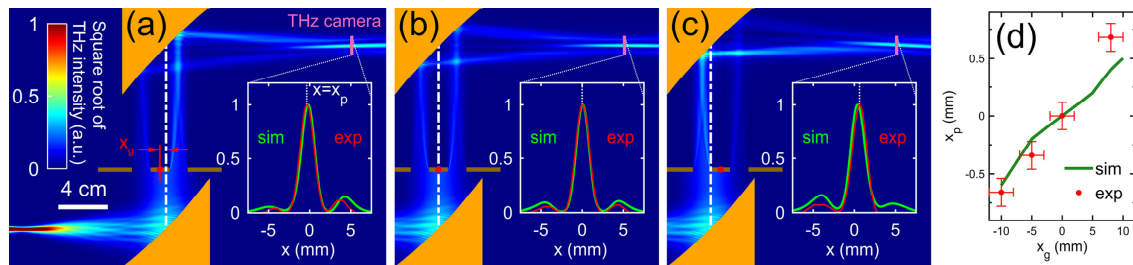 Square root of
THz intensity (a.u.)
1
0
4 cm
x_g
(a)
THz camera
x=x_p
1
0.5
0
sim
exp
-5
0
5
x (mm)
(b)
1
0.5
0
sim
exp
-5
0
5
x (mm)
(c)
1
0.5
0
sim
exp
-5
0
5
x (mm)
(d)
x_p (mm)
0.5
0
-0.5
sim
exp
-10
-5
0
5
10
x_g (mm)